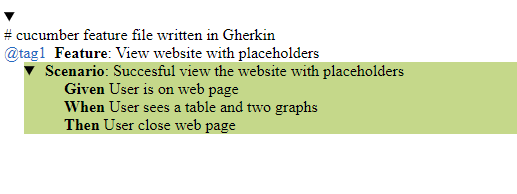 # cucumber feature file written in Gherkin
@tag1 Feature: View website with placeholders
Scenario: Succesful view the website with placeholders
Given User is on web page
When User sees a table and two graphs
Then User close web page